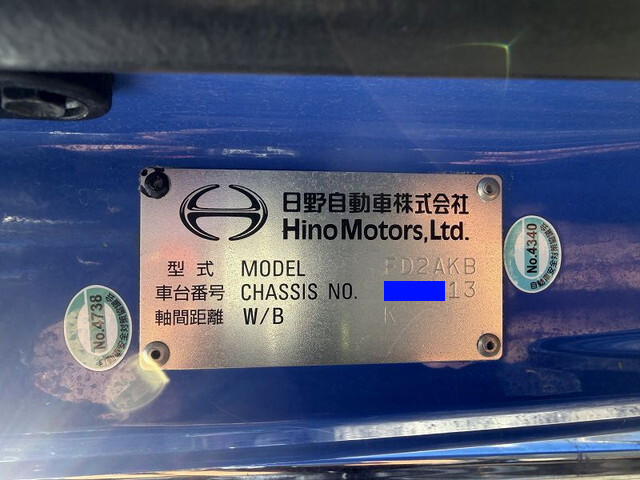 日野自動車株式会社
Hino Motors, Ltd.
型式 MODEL FD2AKB
車台番号 CHASSIS NO. 13
軸間距離 W/B K
No.4738
No.4340